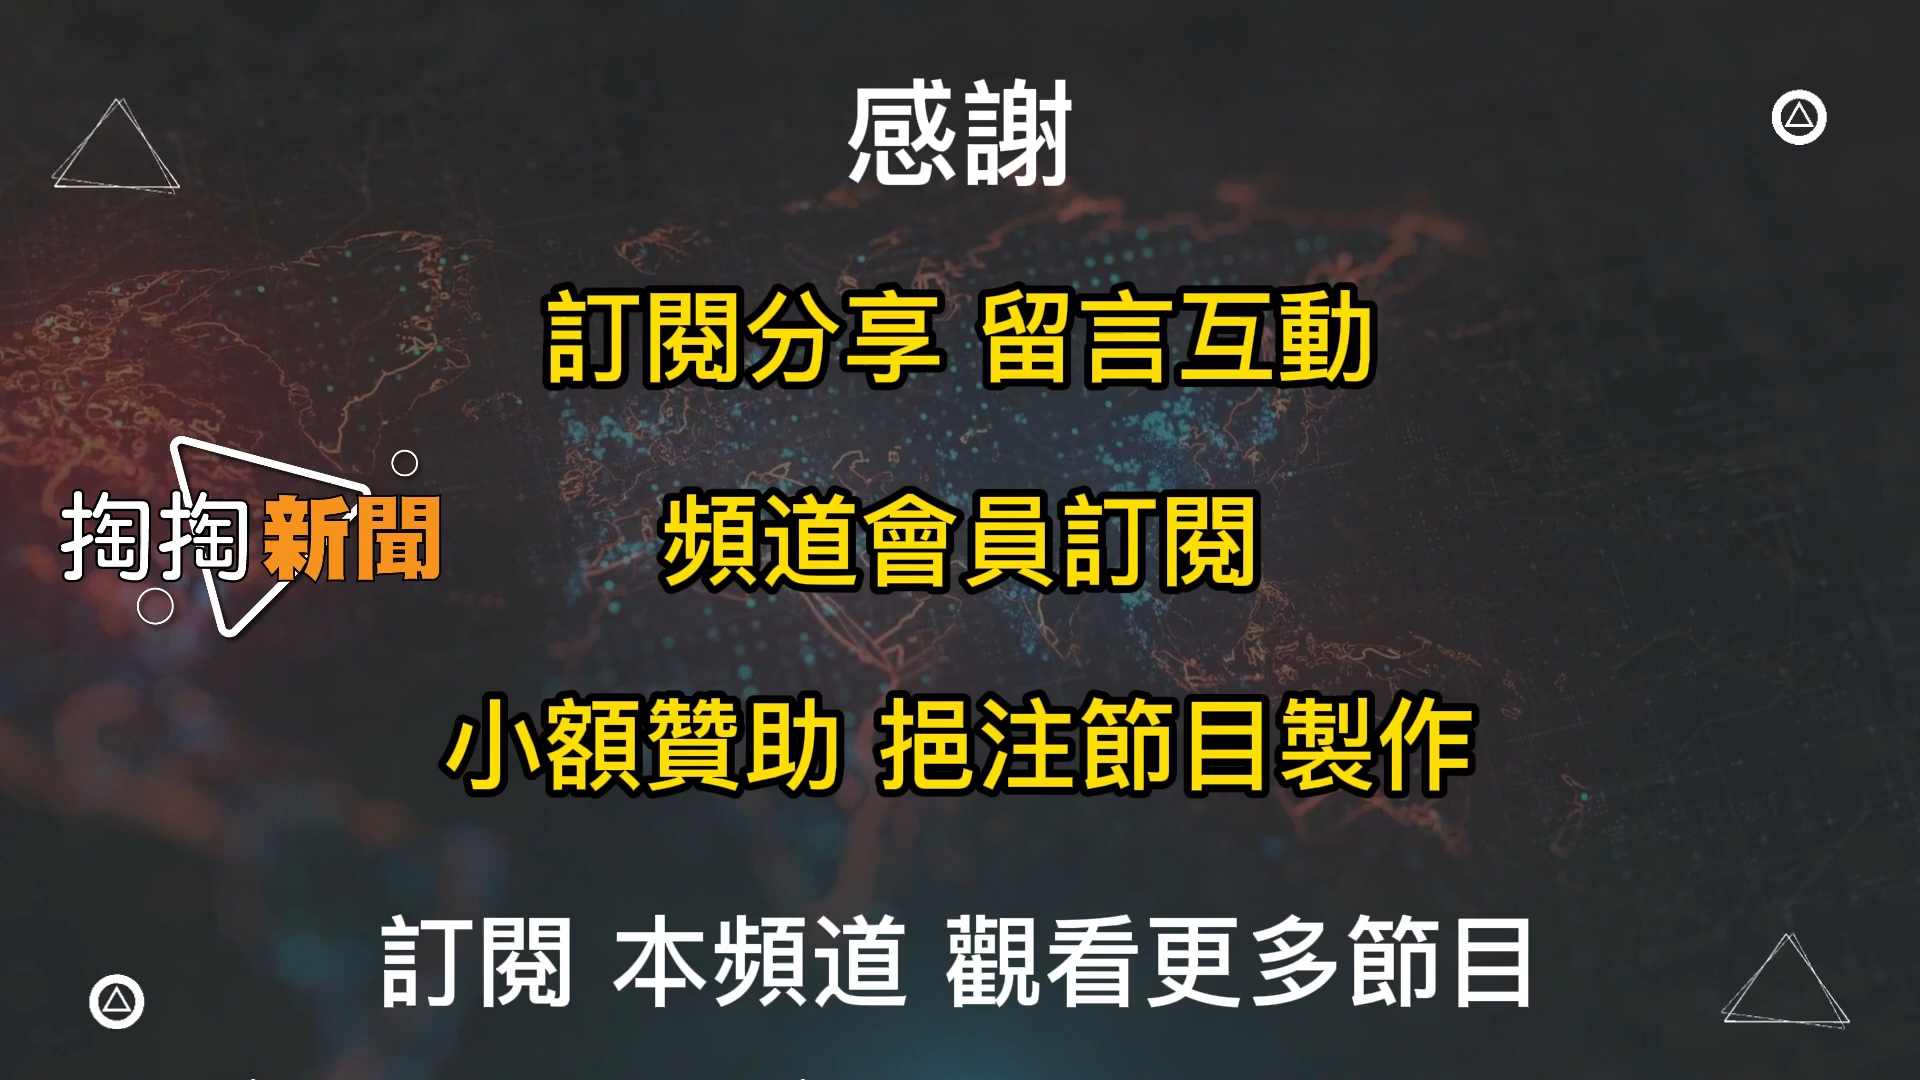 感謝
訂閱分享 留言互動
掏掏新聞
頻道會員訂閱
小額贊助 挹注節目製作
訂閱 本頻道 觀看更多節目